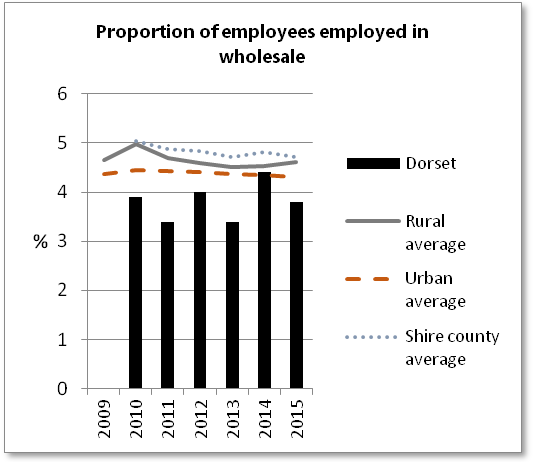 Proportion of employees employed in
wholesale
6
5
4
3
2
1
0
%
2009
2010
2011
2012
2013
2014
2015
Dorset
Rural
average
Urban
average
Shire county
average